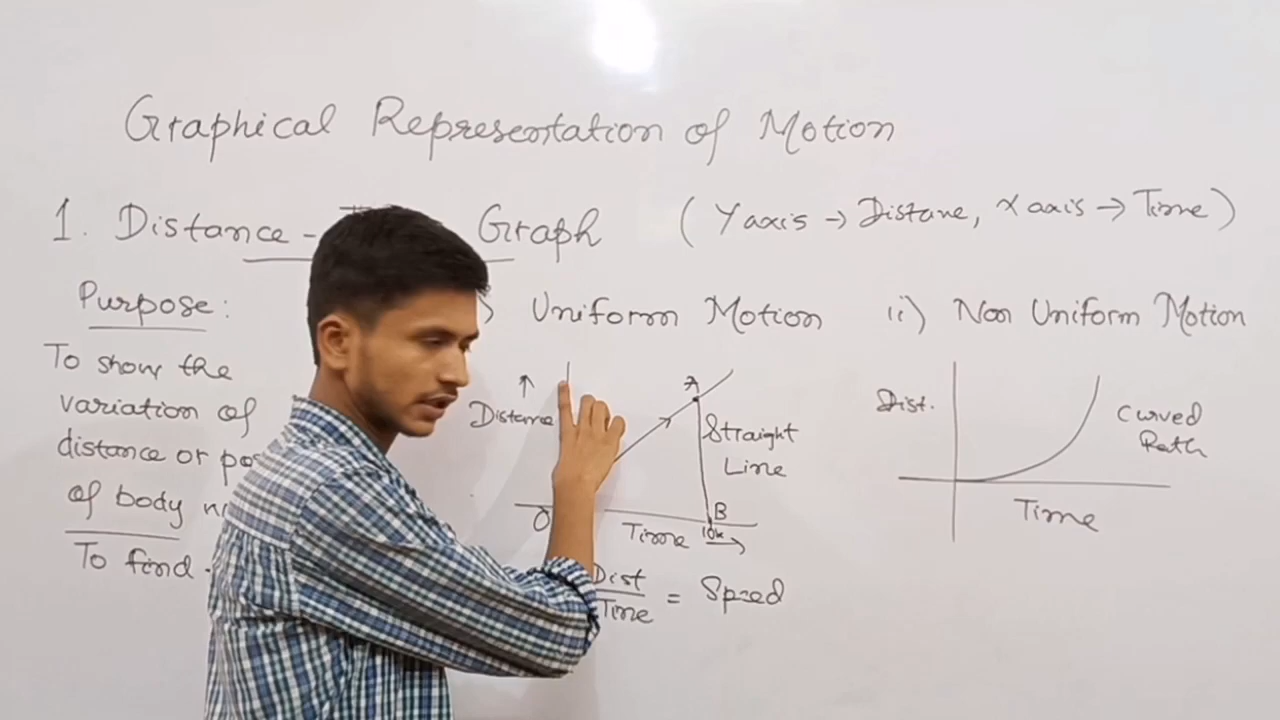 Graphical Representation of Motion
1. Distance - Graph (Y axis → Distane, X axis → Time)
Purpose:
To show the
variation of
distance or
of body
To find
) Uniform Motion
↑
Distance
A
Straight
Line
O
Time →
B
Dist
Time
= Speed
ii) Non Uniform Motion
Dist.
Curved
Path
Time